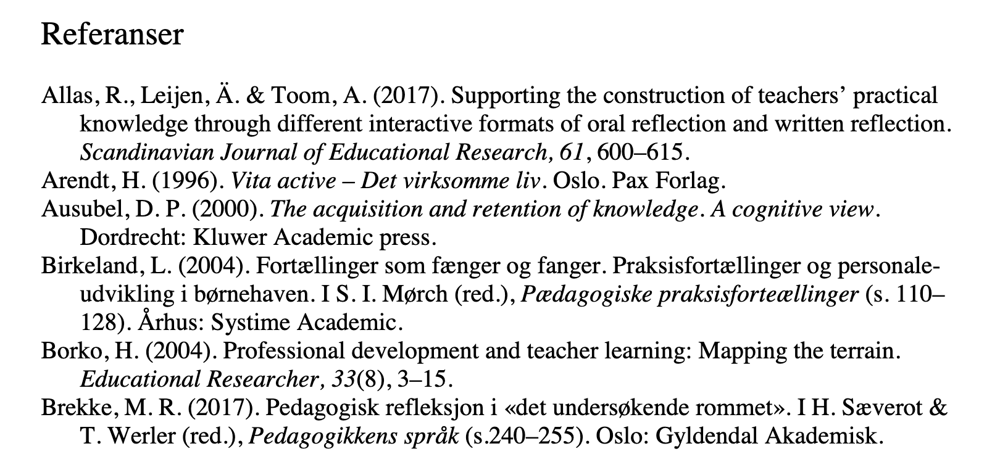 Referanser
Allas, R., Leijen, Ä. & Toom, A. (2017). Supporting the construction of teachers’ practical
knowledge through different interactive formats of oral reflection and written reflection.
Scandinavian Journal of Educational Research, 61, 600–615.
Arendt, H. (1996). Vita active – Det virksomme liv. Oslo. Pax Forlag.
Ausubel, D. P. (2000). The acquisition and retention of knowledge. A cognitive view.
Dordrecht: Kluwer Academic press.
Birkeland, L. (2004). Fortællinger som fænger og fanger. Praksisfortællinger og personale-
udvikling i børnehaven. I S. I. Mørch (red.), Pædagogiske praksisforteællinger (s. 110–
128). Århus: Systime Academic.
Borko, H. (2004). Professional development and teacher learning: Mapping the terrain.
Educational Researcher, 33(8), 3–15.
Brekke, M. R. (2017). Pedagogisk refleksjon i «det undersøkende rommet». I H. Sæverot &
T. Werler (red.), Pedagogikkens språk (s.240–255). Oslo: Gyldendal Akademisk.